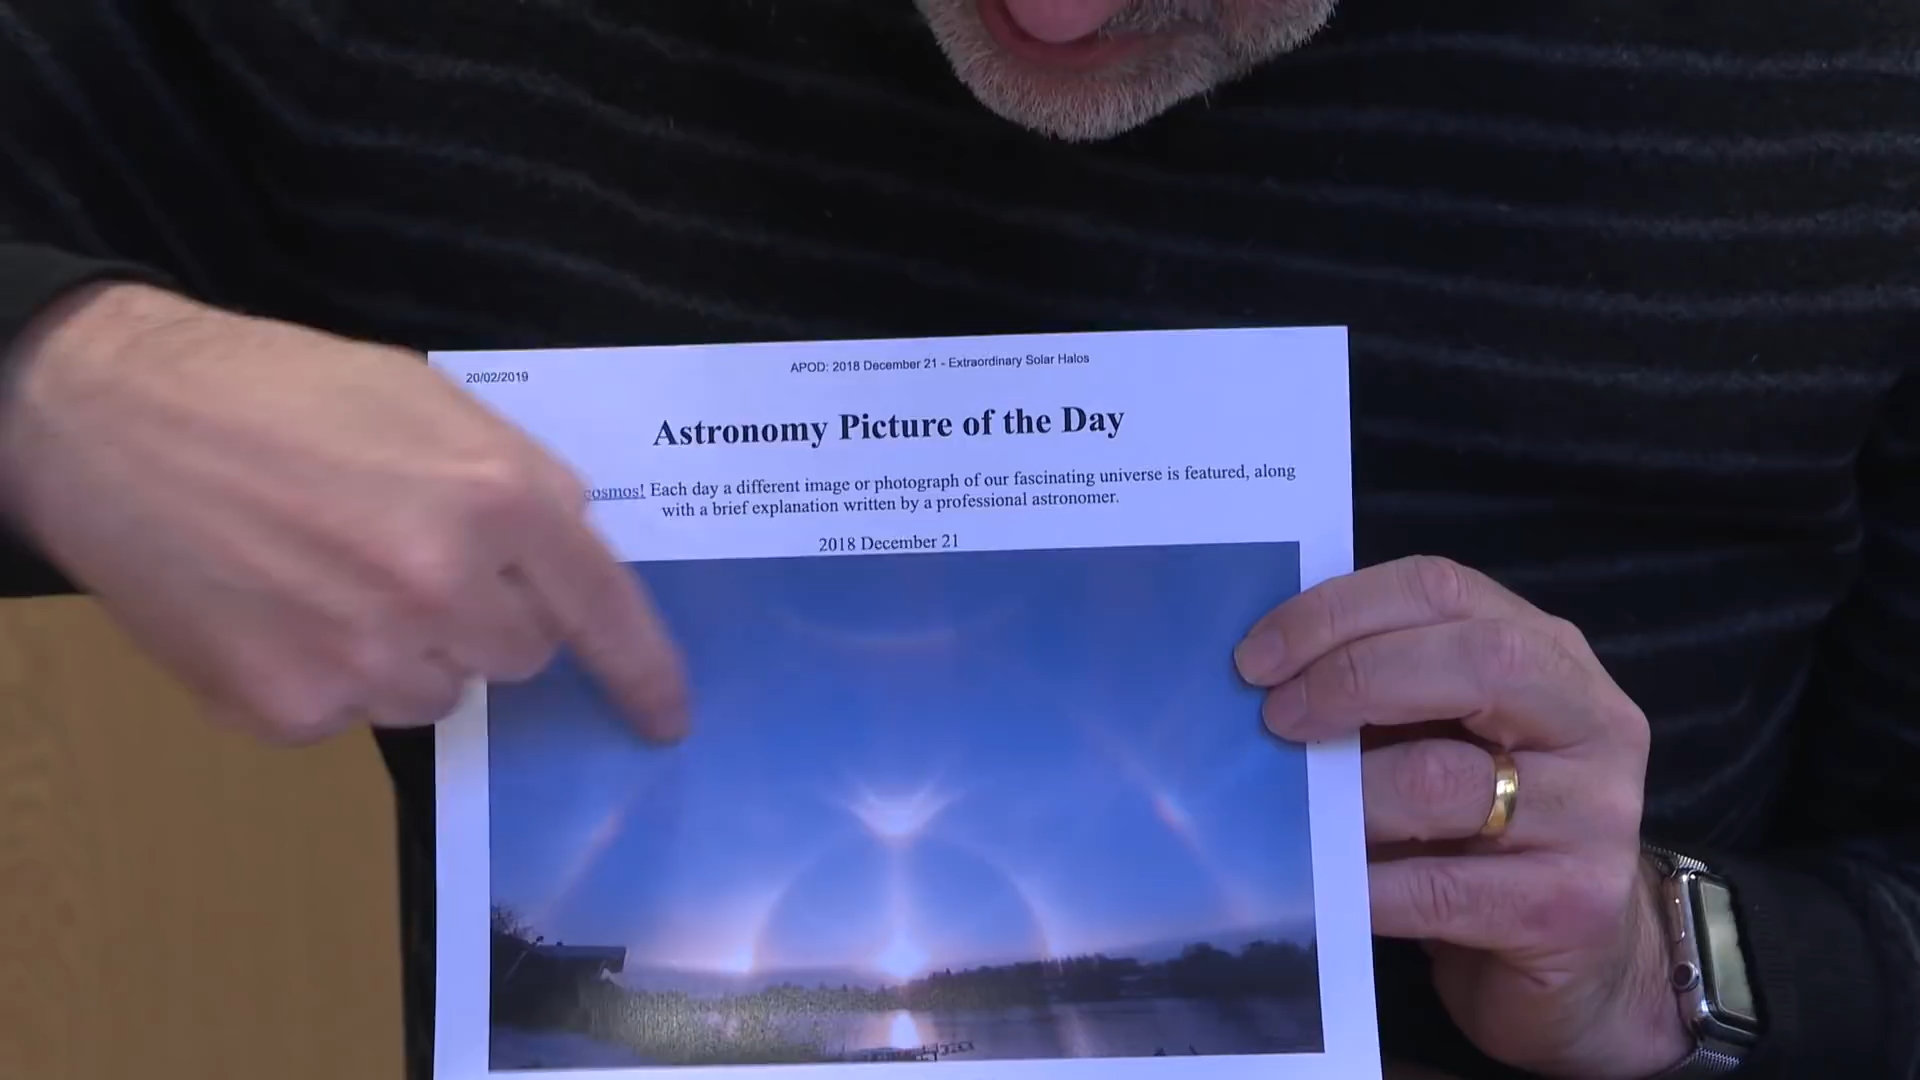 20/02/2019
APOD: 2018 December 21 - Extraordinary Solar Halos
Astronomy Picture of the Day
cosmos! Each day a different image or photograph of our fascinating universe is featured, along
with a brief explanation written by a professional astronomer.
2018 December 21